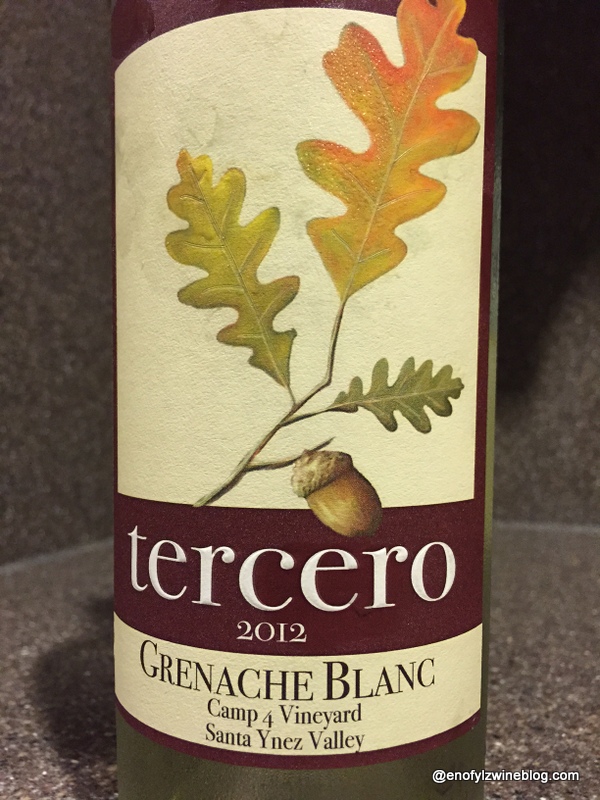 tercero
2012
GRENACHE BLANC
Camp 4 Vineyard
Santa Ynez Valley
@enofylzwineblog.com